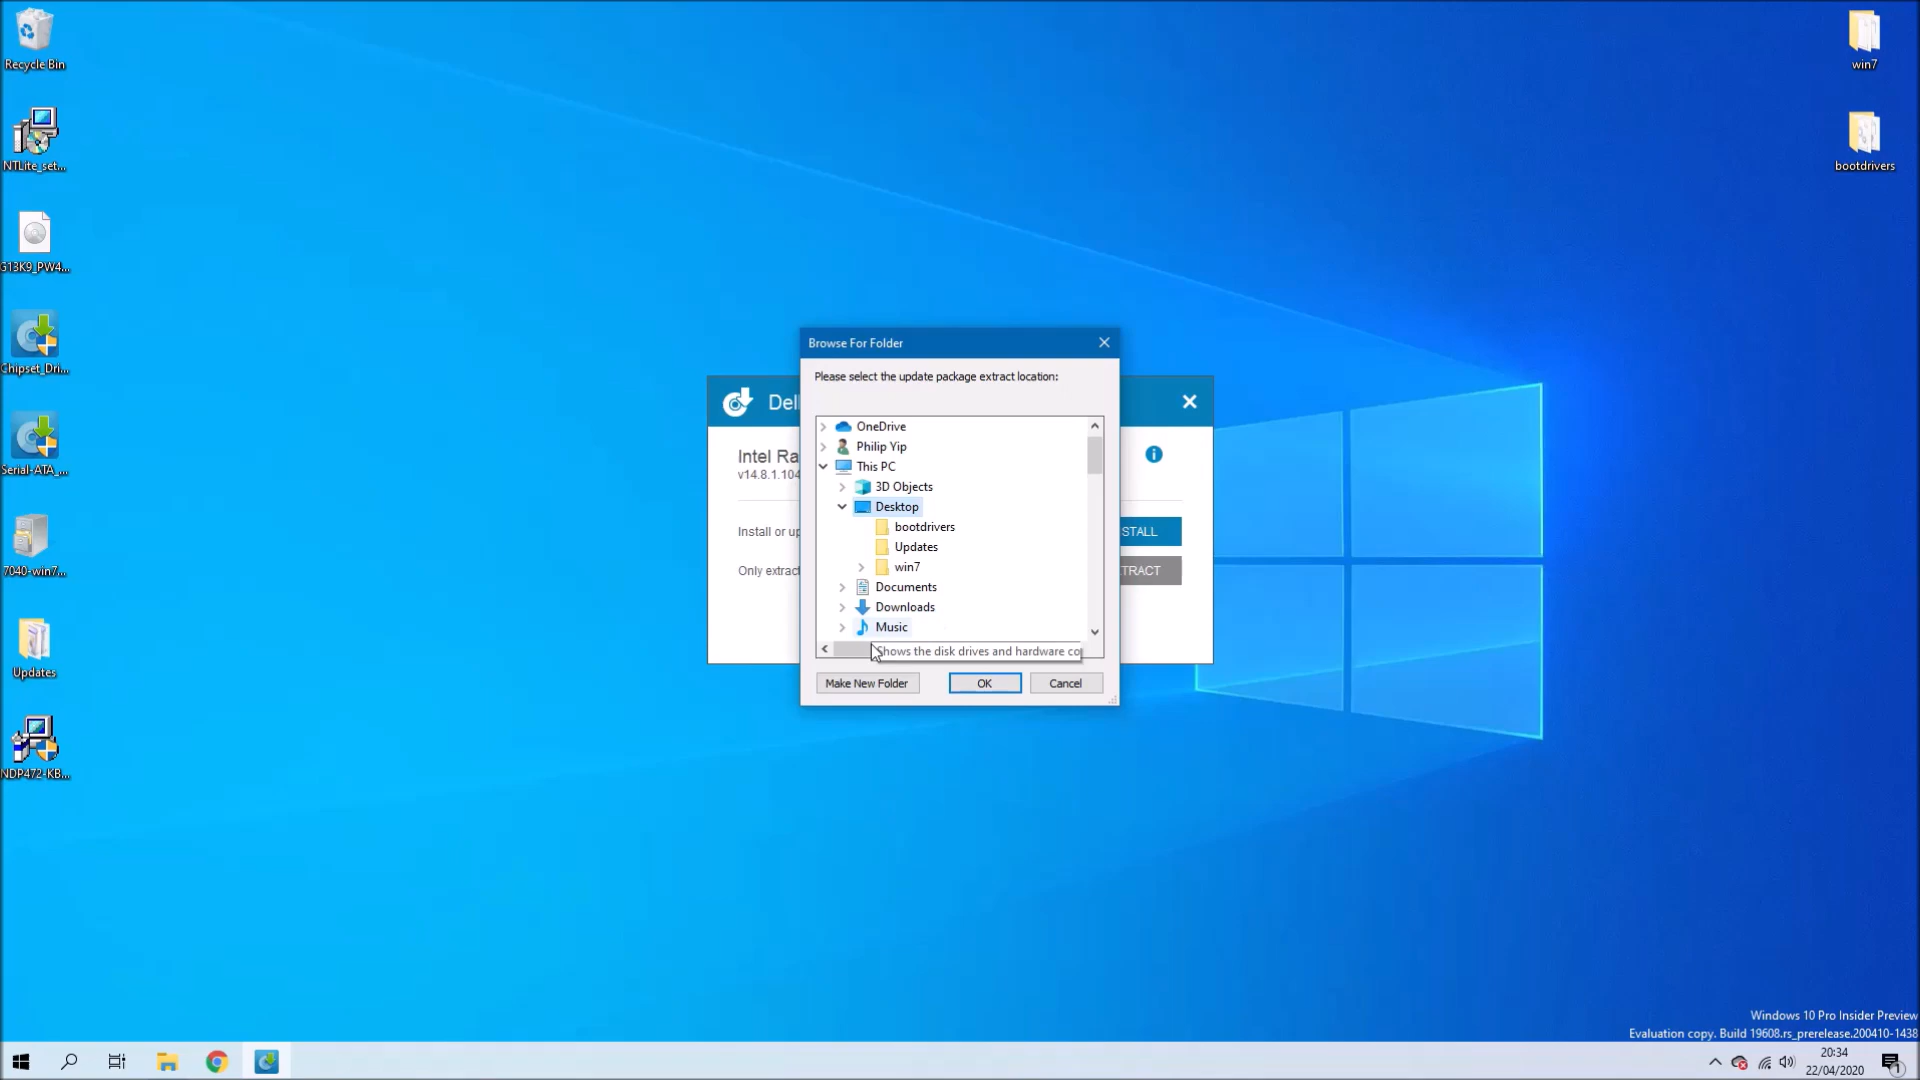 Recycle Bin
NTLite_set...
G13K9_PW4...
Chipset_Dri...
Serial-ATA_...
7040-win7...
Updates
NDP472-KB...
win7
bootdrivers
Dell
Intel Ra
v14.8.1.104
Install or up
STALL
Only extract
TRACT
Browse For Folder
Please select the update package extract location:
OneDrive
Philip Yip
This PC
3D Objects
Desktop
bootdrivers
Updates
win7
Documents
Downloads
Music
Shows the disk drives and hardware co
Make New Folder
OK
Cancel
Windows 10 Pro Insider Preview
Evaluation copy. Build 19608.rs_prerelease.200410-1438
20:34
22/04/2020
1